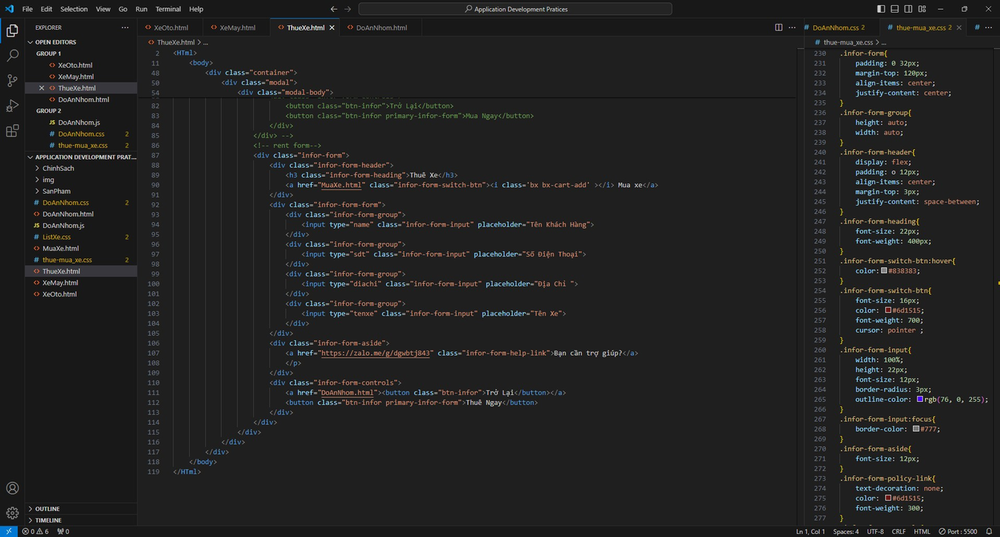 File Edit Selection View Go Run Terminal Help
Application Development Pratices
EXPLORER
OPEN EDITORS
GROUP 1
XeOto.html
XeMay.html
ThueXe.html
DoAnNhom.html
GROUP 2
JS DoAnNhom.js
# DoAnNhom.css 2
# thue-mua_xe.css 2
APPLICATION DEVELOPMENT PRAT...
ChinhSach
img
SanPham
# DoAnNhom.css 2
DoAnNhom.html
JS DoAnNhom.js
# ListXe.css 2
MuaXe.html
# thue-mua_xe.css 2
ThueXe.html
XeMay.html
XeOto.html
OUTLINE
TIMELINE
XeOto.html XeMay.html ThueXe.html DoAnNhom.html
ThueXe.html > ...
2 <HTml>
11 <body>
48 <div class="container">
50 <div class="modal">
54 <div class="modal-body">
82 <button class="btn-infor">Trở Lại</button>
83 <button class="btn-infor primary-infor-form">Mua Ngay</button>
84 </div>
85 </div> -->
86 <!-- rent form-->
87 <div class="infor-form">
88 <div class="infor-form-header">
89 <h3 class="infor-form-heading">Thuê Xe</h3>
90 <a href="MuaXe.html" class="infor-form-switch-btn"><i class='bx bx-cart-add' ></i> Mua xe</a>
91 </div>
92 <div class="infor-form-form">
93 <div class="infor-form-group">
94 <input type="name" class="infor-form-input" placeholder="Tên Khách Hàng">
95 </div>
96 <div class="infor-form-group">
97 <input type="sdt" class="infor-form-input" placeholder="Số Điện Thoại">
98 </div>
99 <div class="infor-form-group">
100 <input type="diachi" class="infor-form-input" placeholder="Địa Chỉ ">
101 </div>
102 <div class="infor-form-group">
103 <input type="tenxe" class="infor-form-input" placeholder="Tên Xe">
104 </div>
105 </div>
106 <div class="infor-form-aside">
107 <a href="https://zalo.me/g/dgwbtj843" class="infor-form-help-link">Bạn cần trợ giúp?</a>
108 </p>
109 </div>
110 <div class="infor-form-controls">
111 <a href="DoAnNhom.html"><button class="btn-infor">Trở Lại</button></a>
112 <button class="btn-infor primary-infor-form">Thuê Ngay</button>
113 </div>
114 </div>
115 </div>
116 </div>
117 </div>
118 </body>
119 </HTml>
# DoAnNhom.css 2 # thue-mua_xe.css 2 #
# thue-mua_xe.css > ...
230 .infor-form{
231 padding: 0 32px;
232 margin-top: 120px;
233 align-items: center;
234 justify-content: center;
235 }
236 .infor-form-group{
237 height: auto;
238 width: auto;
239 }
240 .infor-form-header{
241 display: flex;
242 padding: o 12px;
243 align-items: center;
244 margin-top: 3px;
245 justify-content: space-between;
246 }
247 .infor-form-heading{
248 font-size: 22px;
249 font-weight: 400px;
250 }
251 .infor-form-switch-btn:hover{
252 color:#838383;
253 }
254 .infor-form-switch-btn{
255 font-size: 16px;
256 color: #6d1515;
257 font-weight: 700;
258 cursor: pointer ;
259 }
260 .infor-form-input{
261 width: 100%;
262 height: 22px;
263 font-size: 12px;
264 border-radius: 3px;
265 outline-color: rgb(76, 0, 255);
266 }
267 .infor-form-input:focus{
268 border-color: #777;
269 }
270 .infor-form-aside{
271 font-size: 12px;
272 }
273 .infor-form-policy-link{
274 text-decoration: none;
275 color: #6d1515;
276 font-weight: 300;
277 }
0 6 0
Ln 1, Col 1 Spaces: 4 UTF-8 CRLF HTML Port : 5500